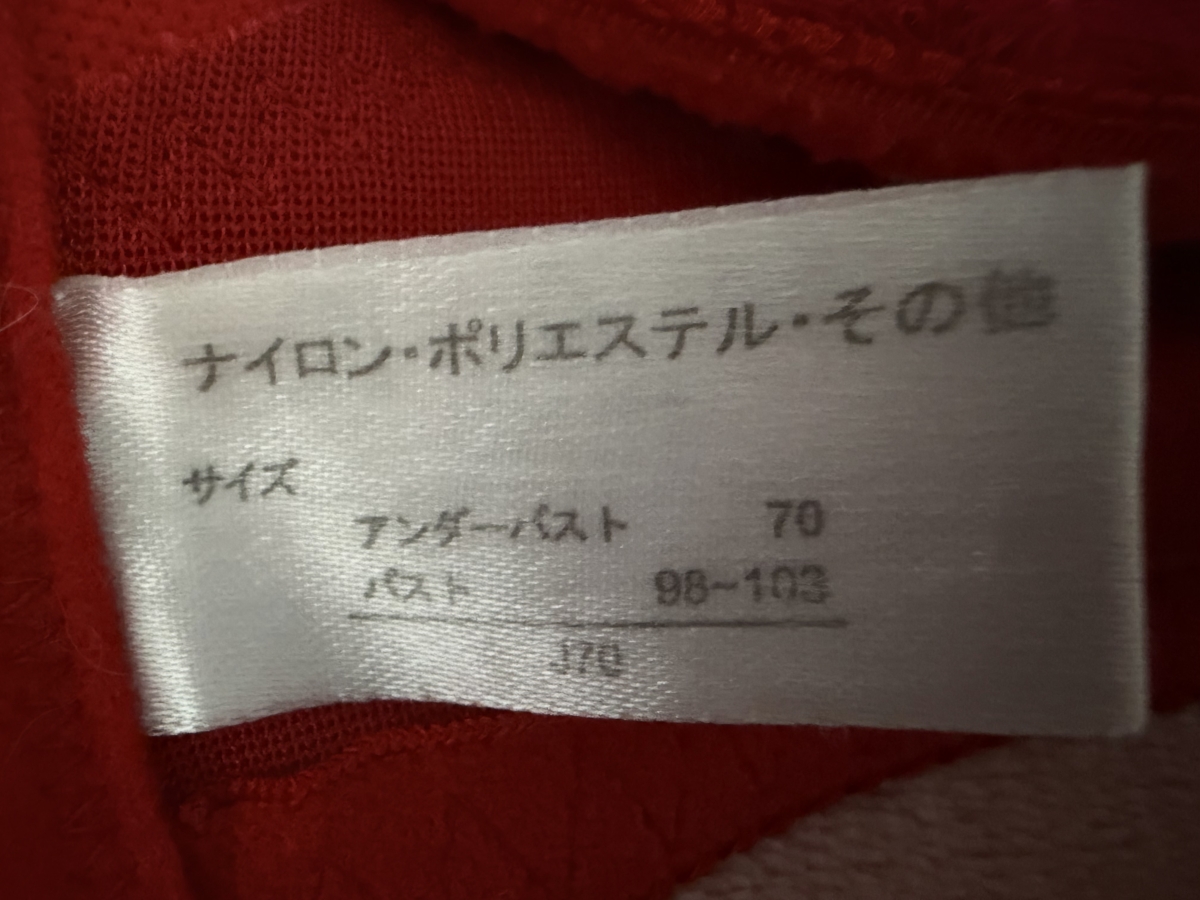 ナイロン・ポリエステル・その他
サイズ
アンダーバスト 70
バスト 98~103
J70